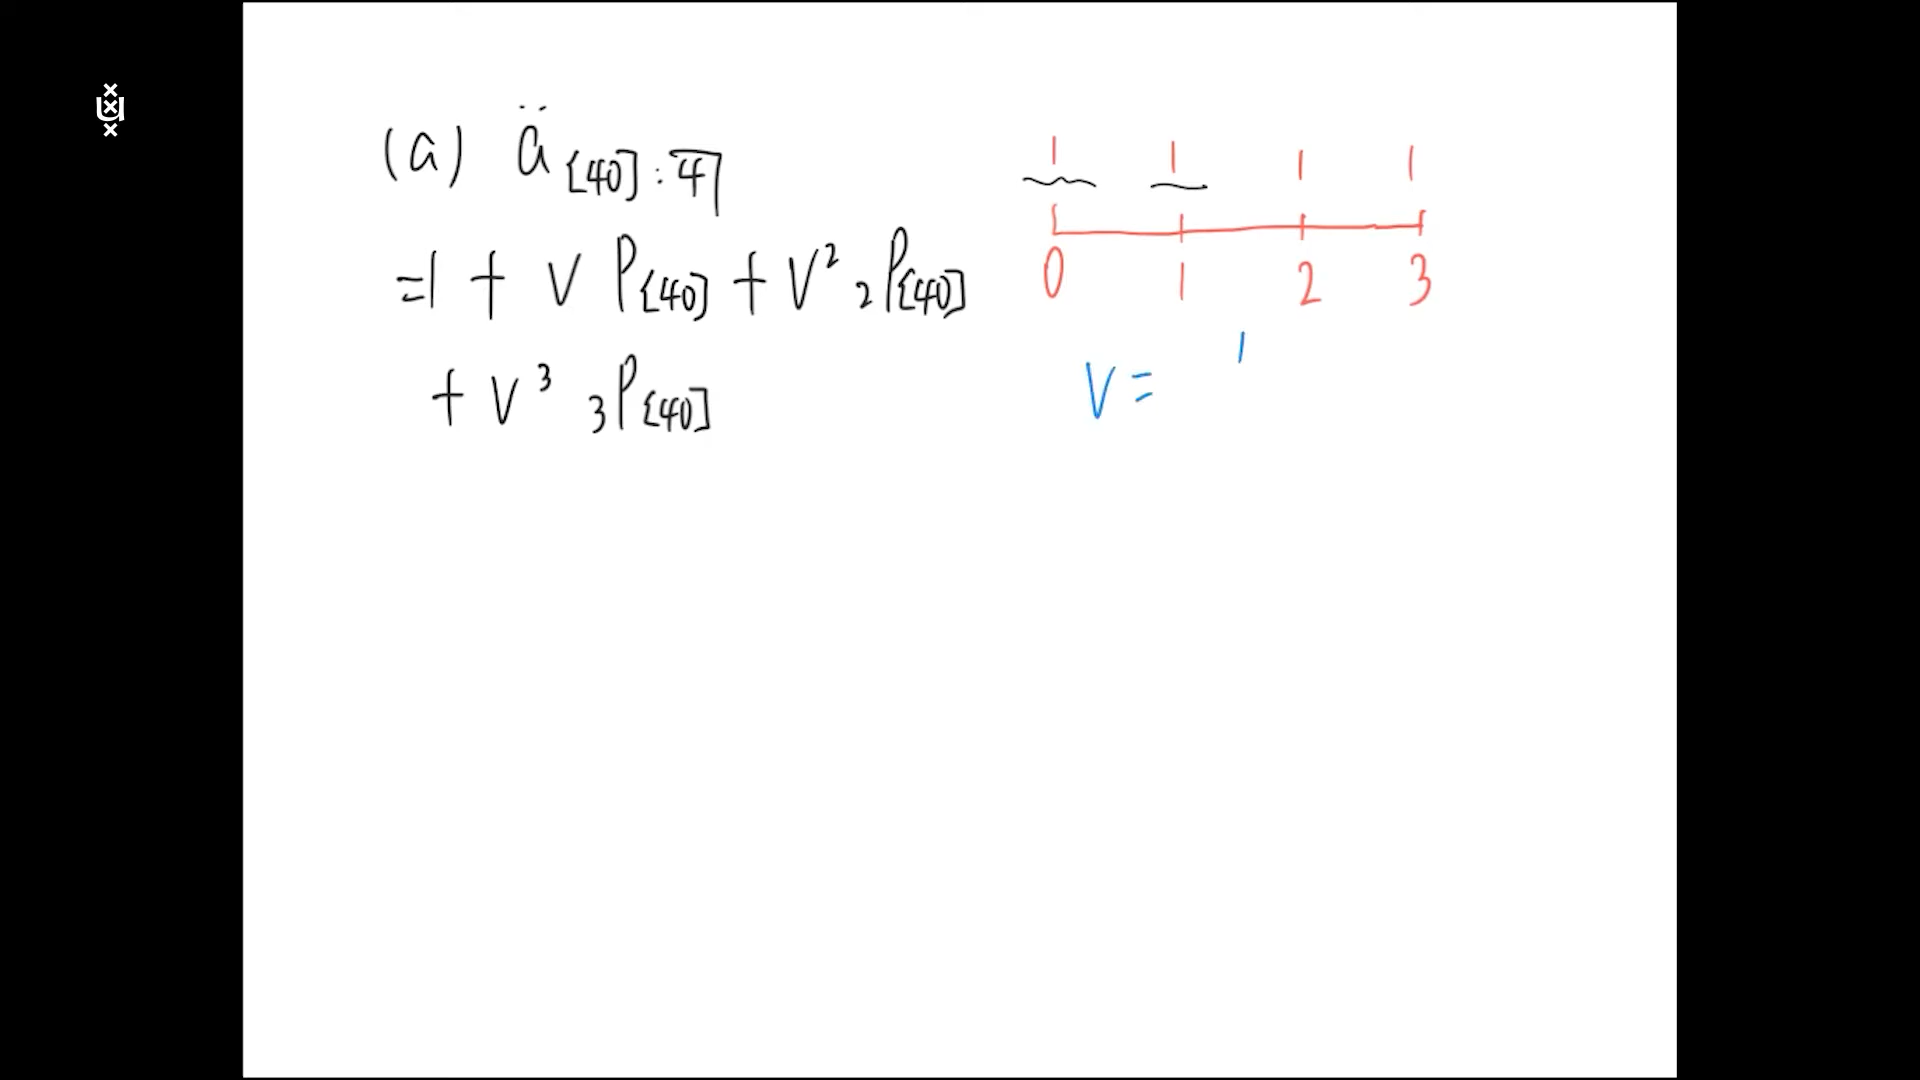 (a) ä[40]:4̅|
=1 + V P[40] + V² ₂P[40]
+ V³ ₃P[40]
1 1 1 1
0 1 2 3
V = 1